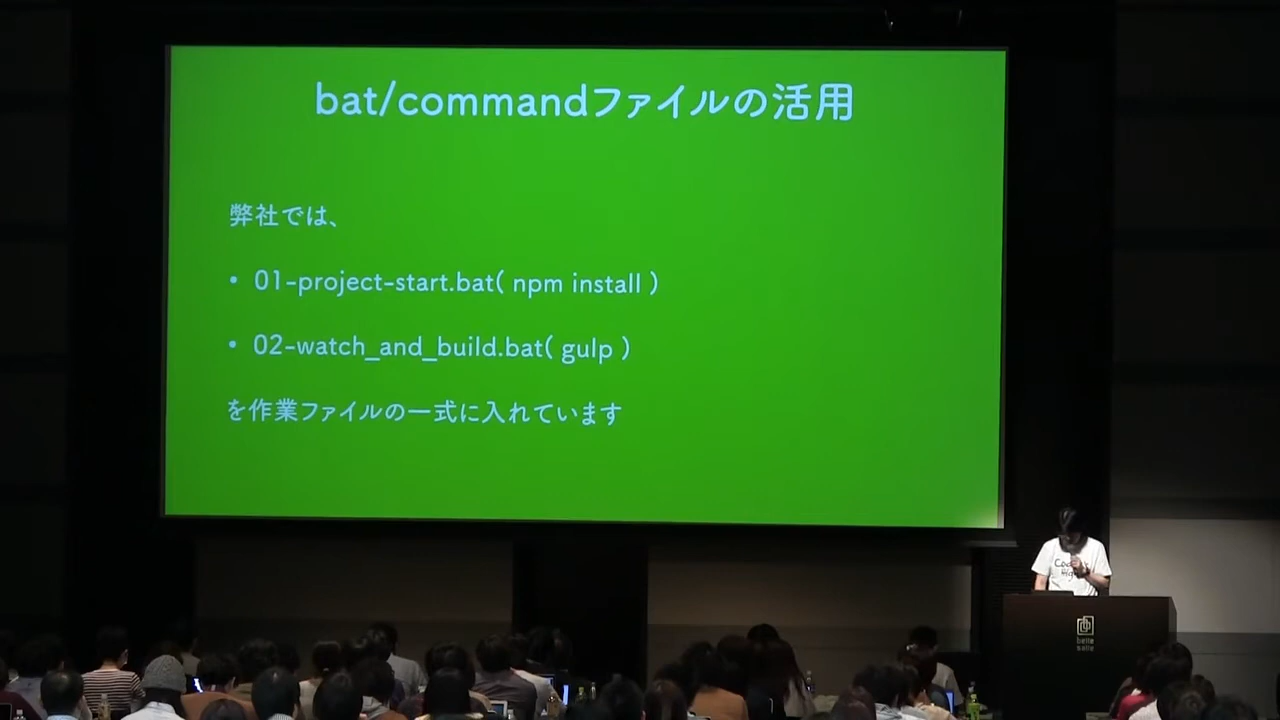 bat/commandファイルの活用
弊社では、
• 01-project-start.bat( npm install )
• 02-watch_and_build.bat( gulp )
を作業ファイルの一式に入れています
belle
salle